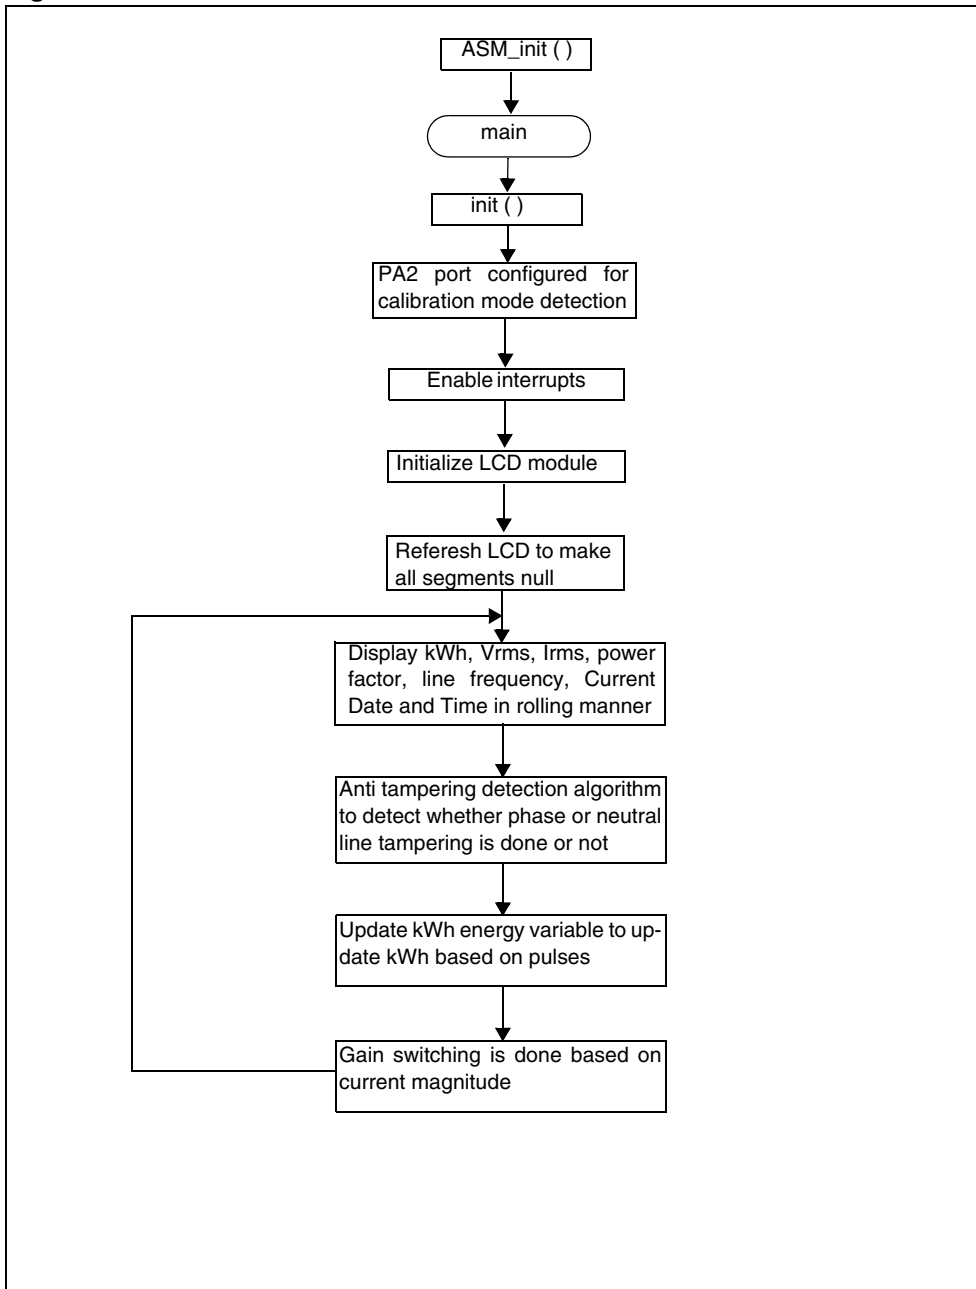 ASM_init ( )
main
init ( )
PA2 port configured for
calibration mode detection
Enable interrupts
Initialize LCD module
Referesh LCD to make
all segments null
Display kWh, Vrms, Irms, power
factor, line frequency, Current
Date and Time in rolling manner
Anti tampering detection algorithm
to detect whether phase or neutral
line tampering is done or not
Update kWh energy variable to up-
date kWh based on pulses
Gain switching is done based on
current magnitude